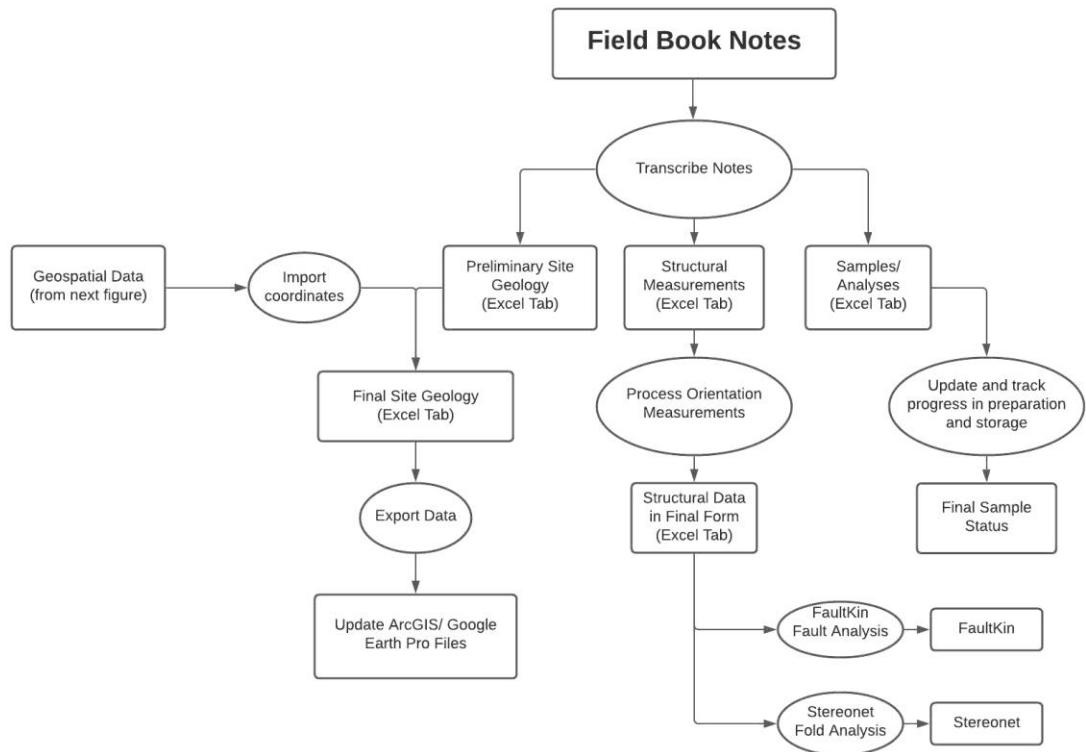 Field Book Notes
Transcribe Notes
Geospatial Data
(from next figure)
Import
coordinates
Preliminary Site
Geology
(Excel Tab)
Structural
Measurements
(Excel Tab)
Samples/
Analyses
(Excel Tab)
Final Site Geology
(Excel Tab)
Process Orientation
Measurements
Update and track
progress in preparation
and storage
Export Data
Structural Data
in Final Form
(Excel Tab)
Final Sample
Status
Update ArcGIS/ Google
Earth Pro Files
FaultKin
Fault Analysis
FaultKin
Stereonet
Fold Analysis
Stereonet